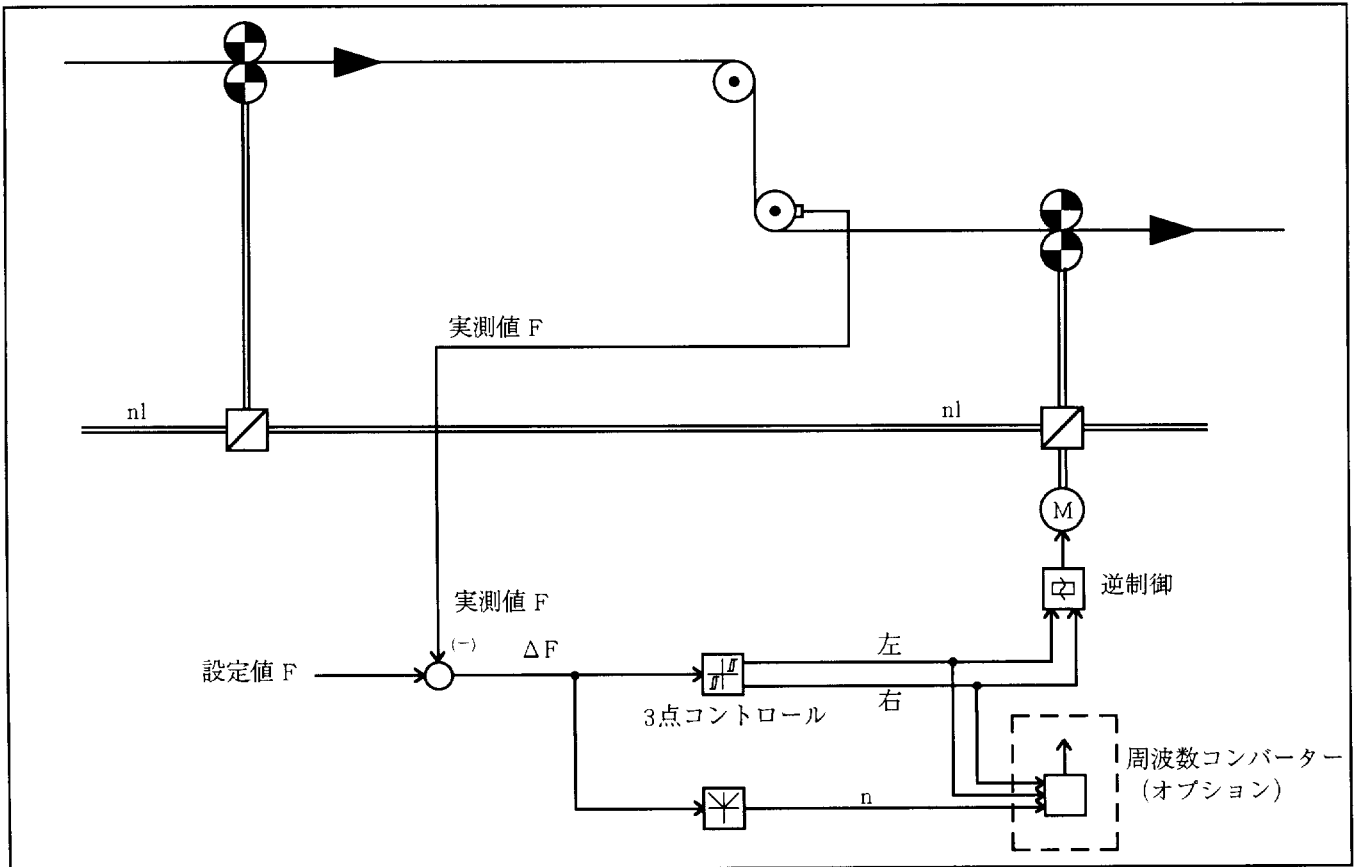 実測値 F
nl
nl
M
逆制御
実測値 F
(−)
ΔF
設定値 F
左
右
3点コントロール
周波数コンバーター
(オプション)
n